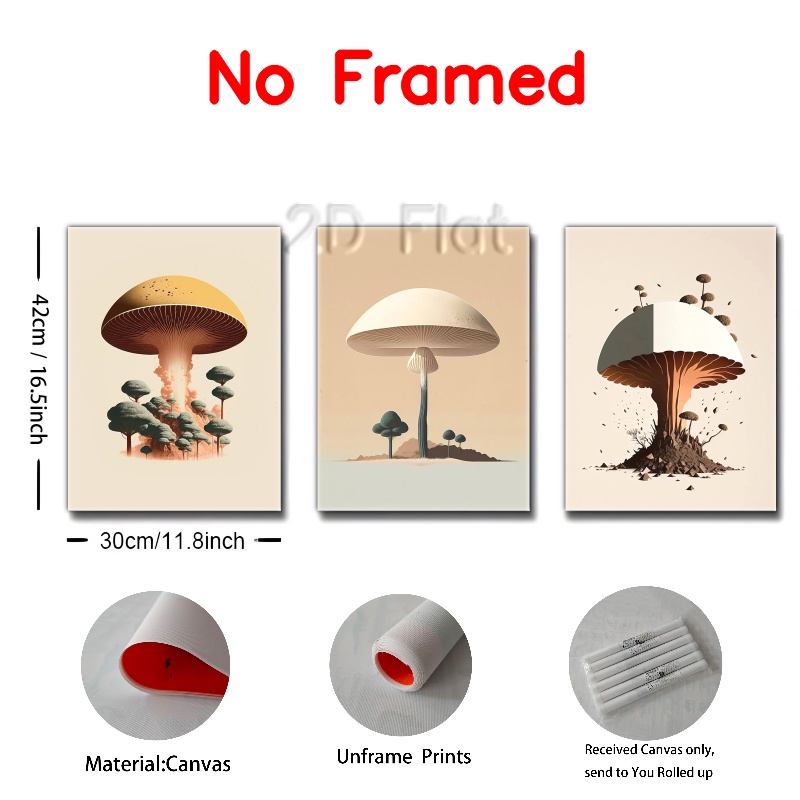 No Framed
2D Flat
42cm / 16.5inch
30cm/11.8inch
Material:Canvas
Unframe Prints
Received Canvas only,
send to You Rolled up